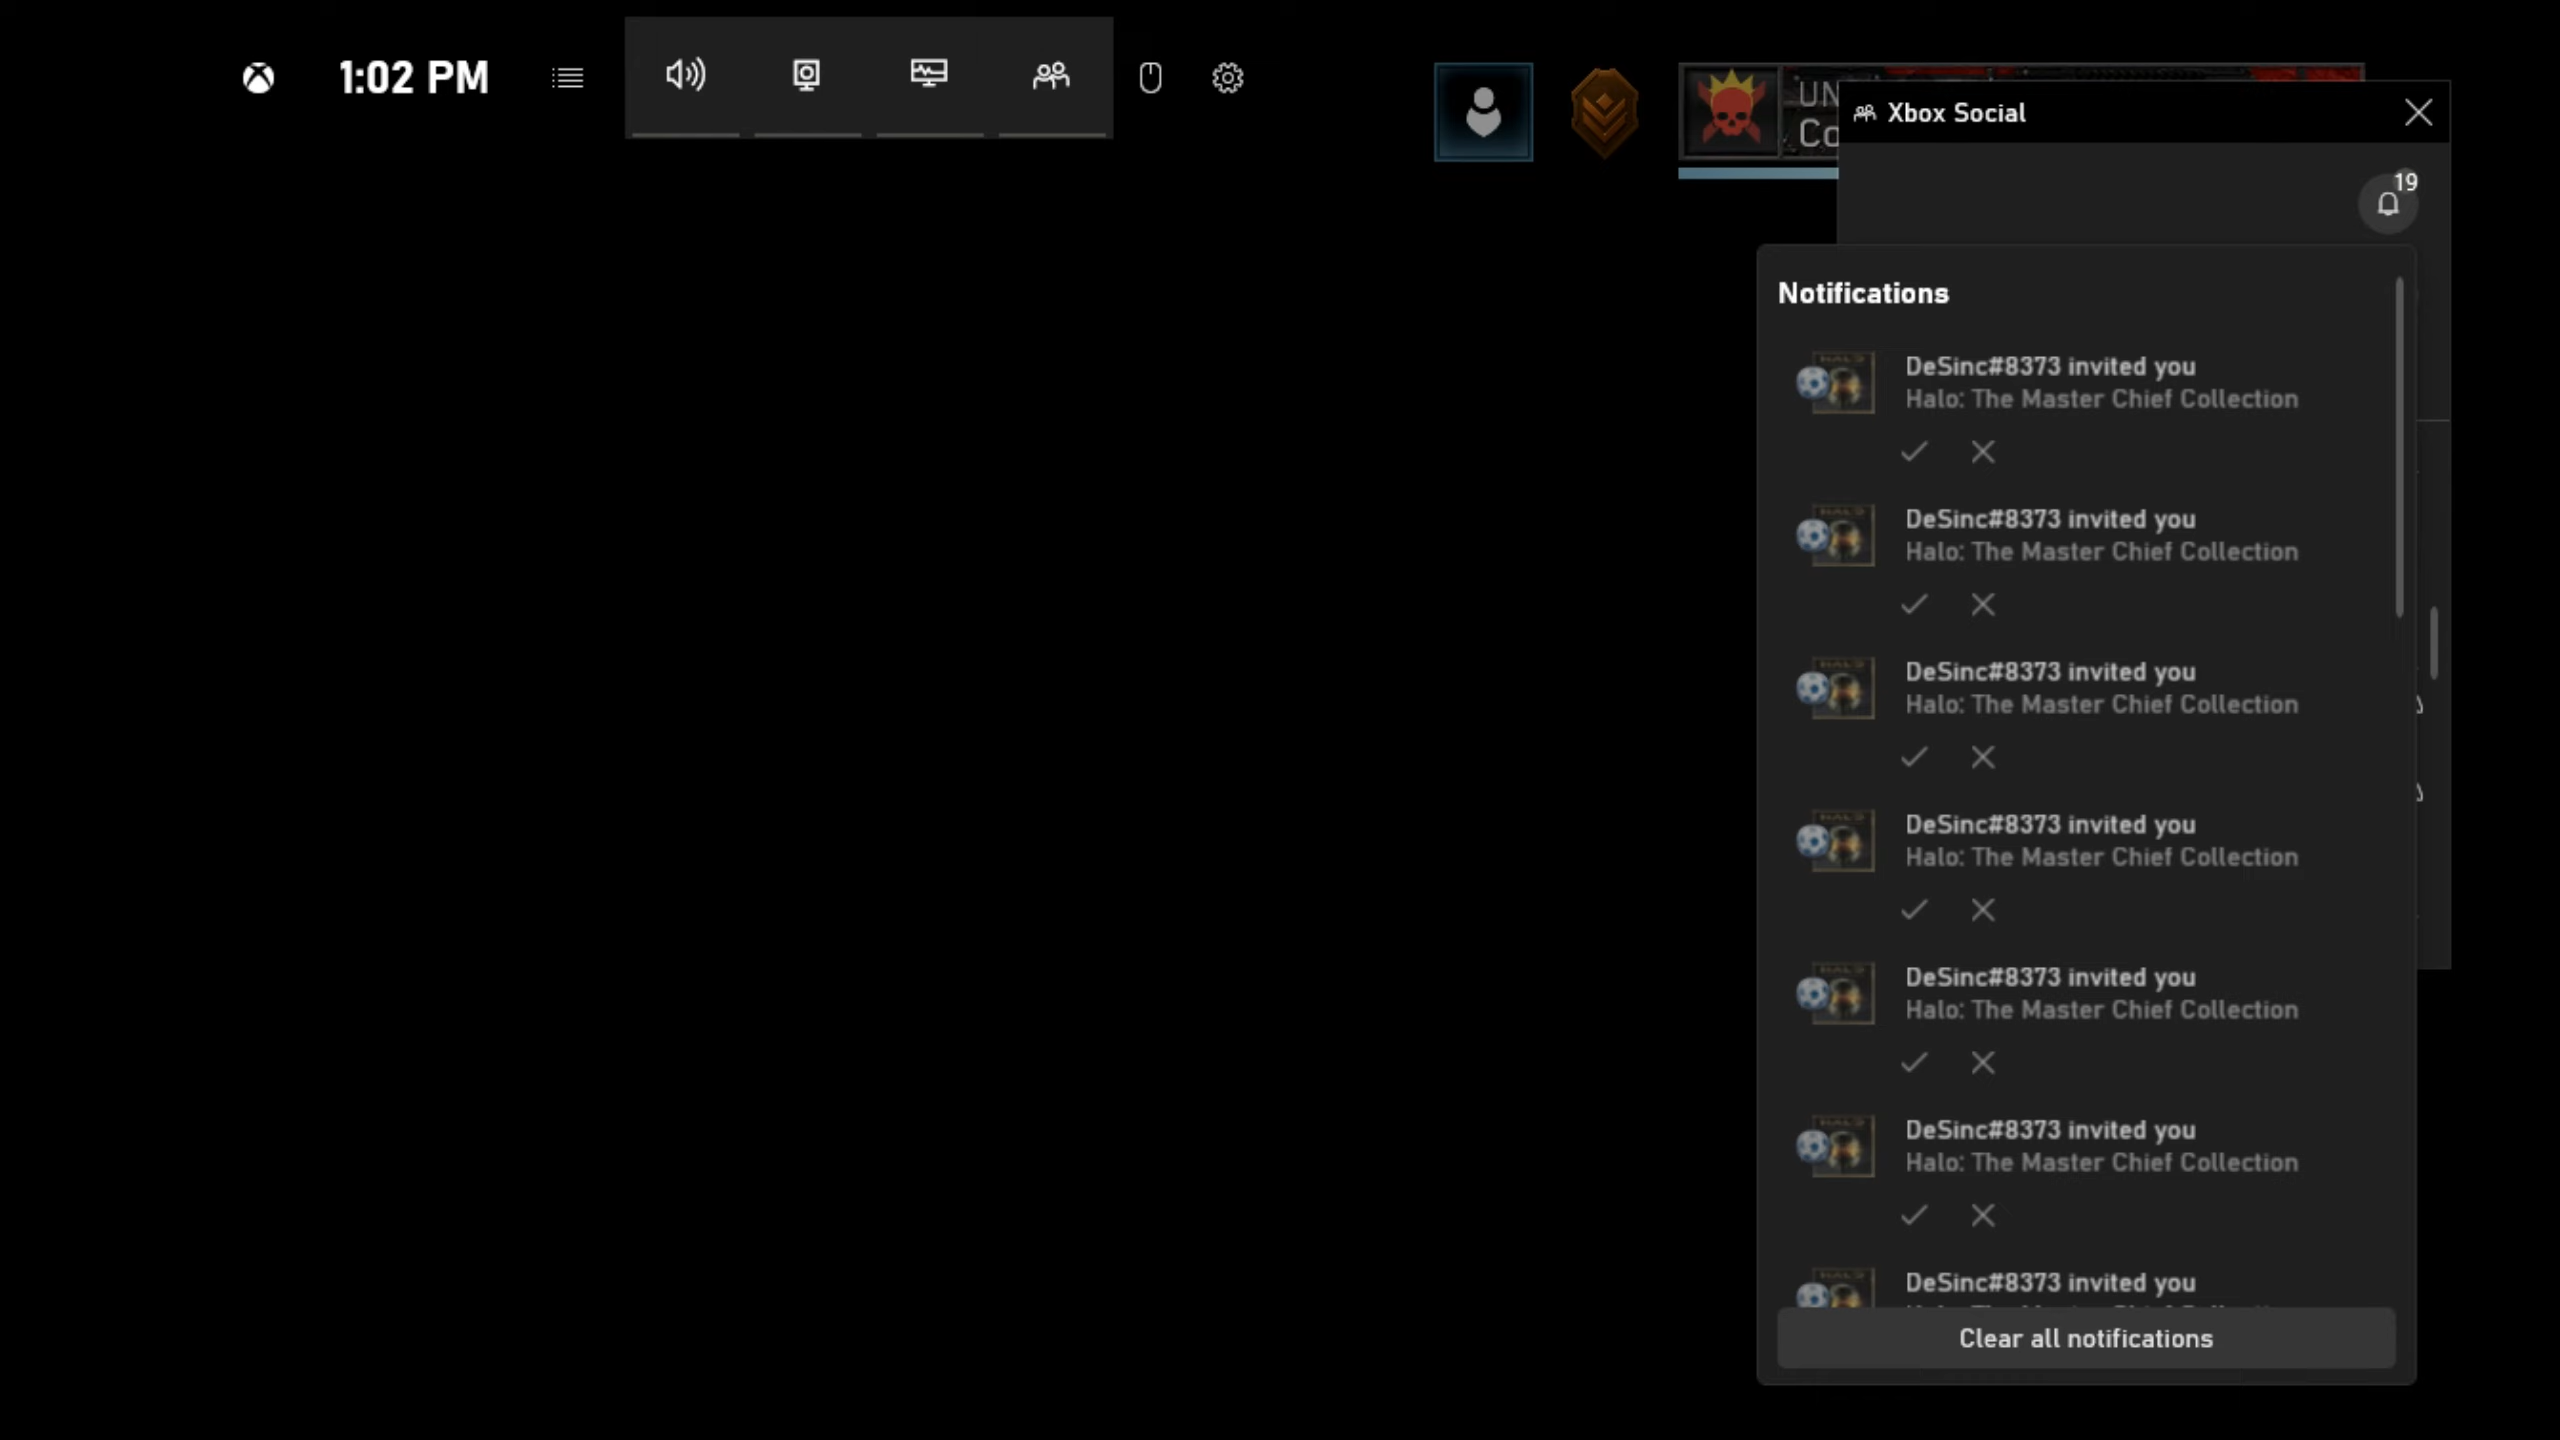 1:02 PM
UN
Co
Xbox Social
19
Notifications
DeSinc#8373 invited you
Halo: The Master Chief Collection
DeSinc#8373 invited you
Halo: The Master Chief Collection
DeSinc#8373 invited you
Halo: The Master Chief Collection
DeSinc#8373 invited you
Halo: The Master Chief Collection
DeSinc#8373 invited you
Halo: The Master Chief Collection
DeSinc#8373 invited you
Halo: The Master Chief Collection
DeSinc#8373 invited you
Clear all notifications